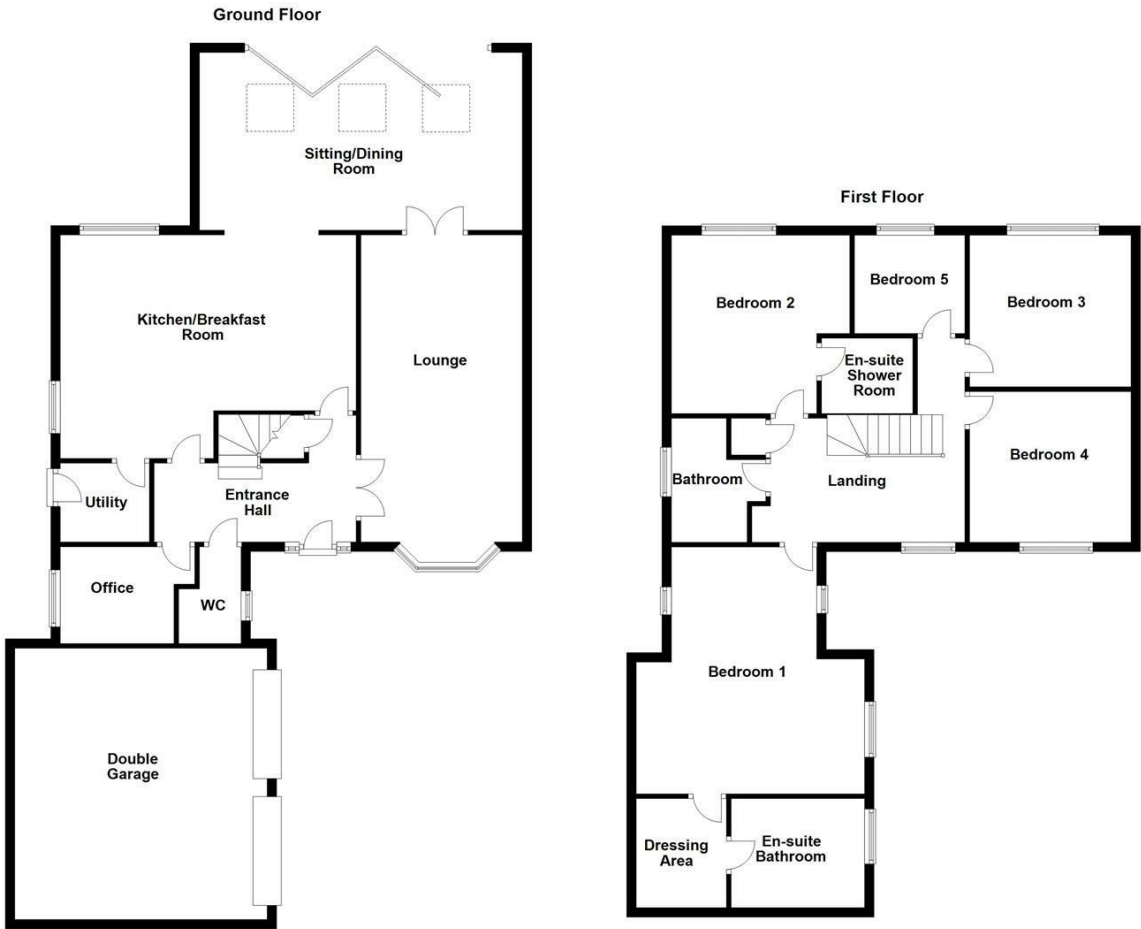 Ground Floor
Sitting/Dining
Room
Kitchen/Breakfast
Room
Lounge
Utility
Entrance
Hall
Office
WC
Double
Garage
First Floor
Bedroom 2
Bedroom 5
Bedroom 3
En-suite
Shower
Room
Bathroom
Landing
Bedroom 4
Bedroom 1
Dressing
Area
En-suite
Bathroom